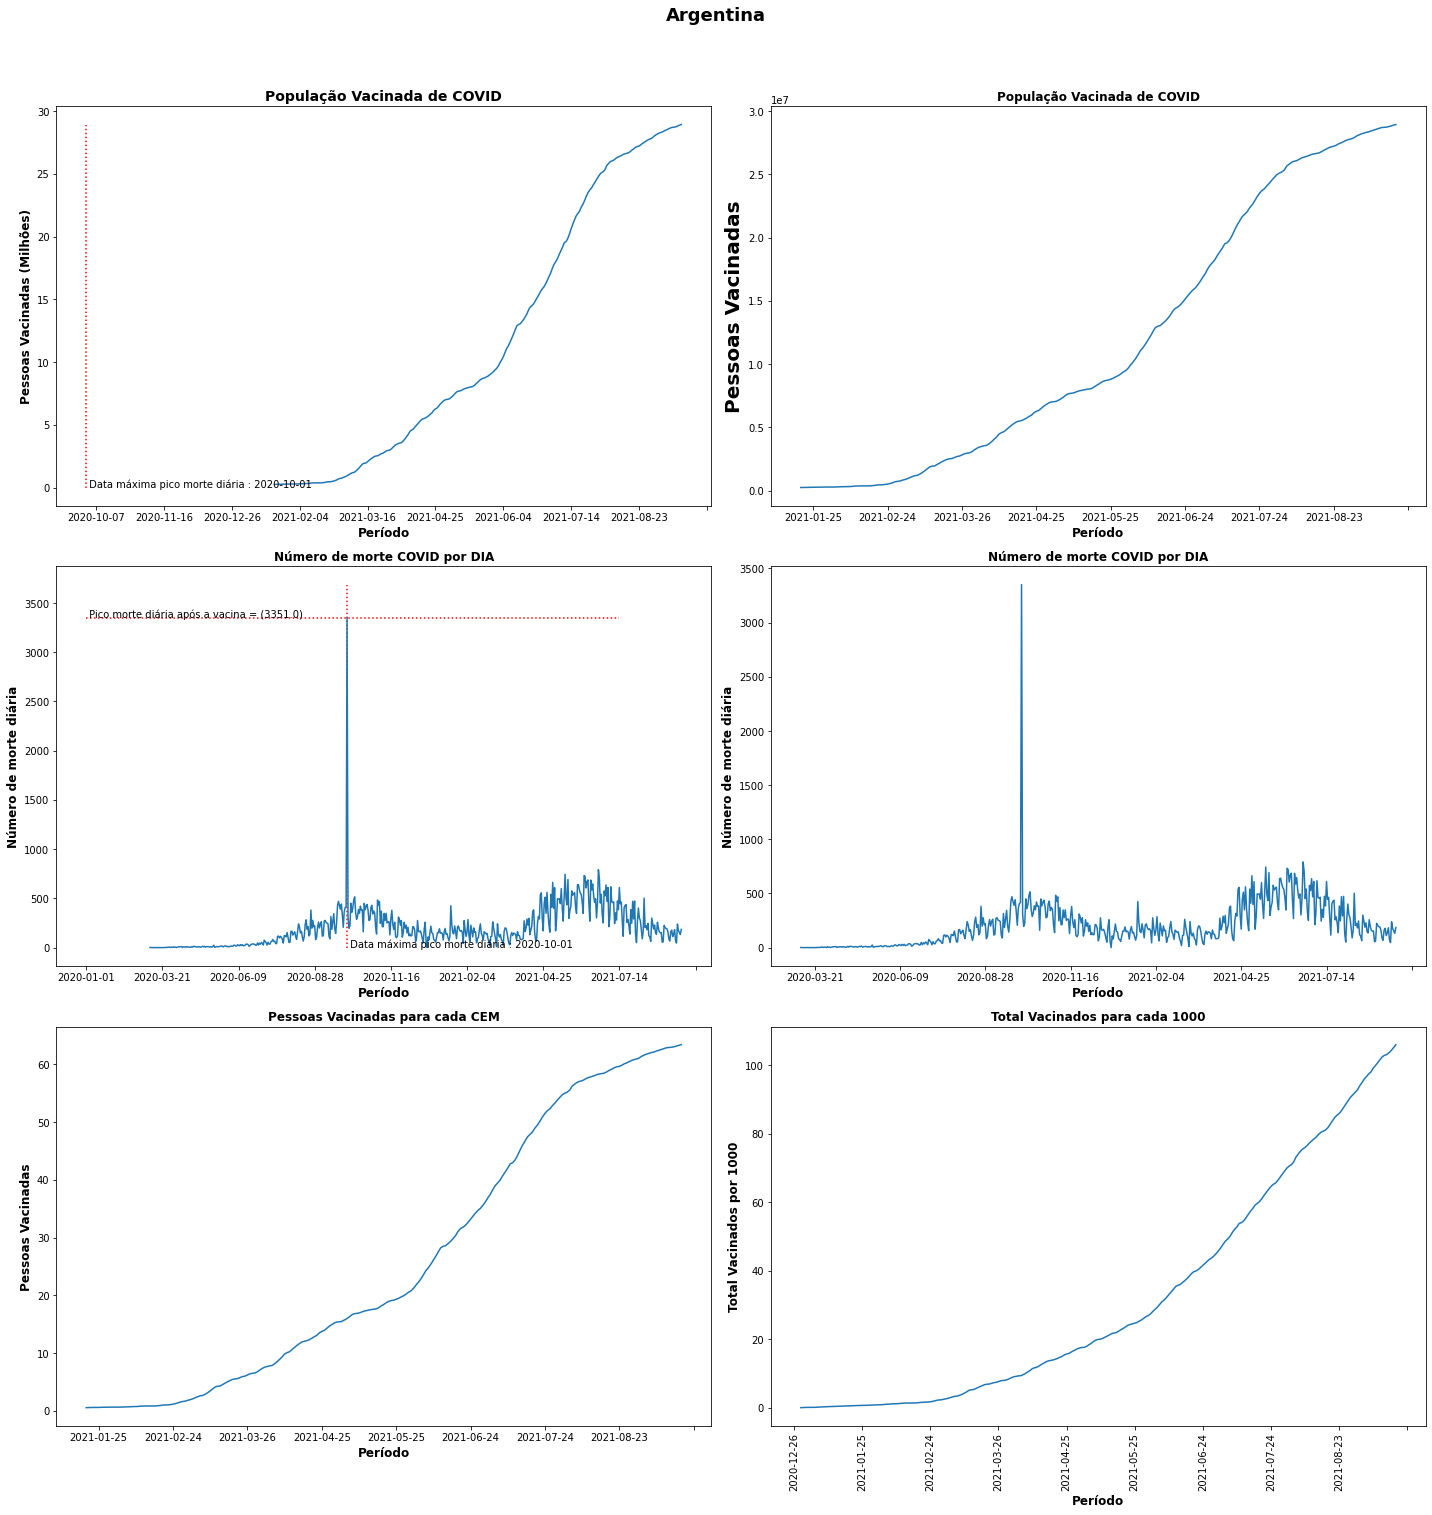 Argentina
População Vacinada de COVID
30
25
20
15
10
5
0
Pessoas Vacinadas (Milhões)
Data máxima pico morte diária : 2020-10-01
2020-10-07 2020-11-16 2020-12-26 2021-02-04 2021-03-16 2021-04-25 2021-06-04 2021-07-14 2021-08-23
Período
População Vacinada de COVID
1e7
3.0
2.5
2.0
1.5
1.0
0.5
0.0
Pessoas Vacinadas
2021-01-25 2021-02-24 2021-03-26 2021-04-25 2021-05-25 2021-06-24 2021-07-24 2021-08-23
Período
Número de morte COVID por DIA
3500
3000
2500
2000
1500
1000
500
0
Número de morte diária
Pico morte diária após a vacina = (3351.0)
Data máxima pico morte diária : 2020-10-01
2020-01-01 2020-03-21 2020-06-09 2020-08-28 2020-11-16 2021-02-04 2021-04-25 2021-07-14
Período
Número de morte COVID por DIA
3500
3000
2500
2000
1500
1000
500
0
Número de morte diária
2020-03-21 2020-06-09 2020-08-28 2020-11-16 2021-02-04 2021-04-25 2021-07-14
Período
Pessoas Vacinadas para cada CEM
60
50
40
30
20
10
0
Pessoas Vacinadas
2021-01-25 2021-02-24 2021-03-26 2021-04-25 2021-05-25 2021-06-24 2021-07-24 2021-08-23
Período
Total Vacinados para cada 1000
100
80
60
40
20
0
Total Vacinados por 1000
2020-12-26
2021-01-25
2021-02-24
2021-03-26
2021-04-25
2021-05-25
2021-06-24
2021-07-24
2021-08-23
Período